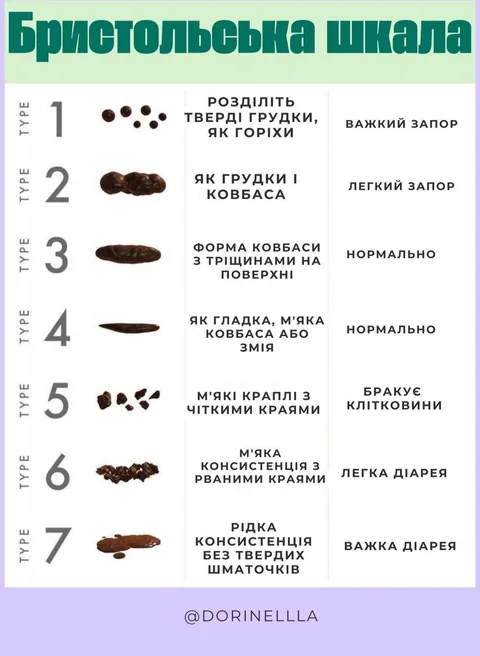 Бристольська шкала
TYPE 1
РОЗДІЛІТЬ
ТВЕРДІ ГРУДКИ,
ЯК ГОРІХИ
ВАЖКИЙ ЗАПОР
TYPE 2
ЯК ГРУДКИ І
КОВБАСА
ЛЕГКИЙ ЗАПОР
TYPE 3
ФОРМА КОВБАСИ
З ТРІЩИНАМИ НА
ПОВЕРХНІ
НОРМАЛЬНО
TYPE 4
ЯК ГЛАДКА, М'ЯКА
КОВБАСА АБО
ЗМІЯ
НОРМАЛЬНО
TYPE 5
М'ЯКІ КРАПЛІ З
ЧІТКИМИ КРАЯМИ
БРАКУЄ
КЛІТКОВИНИ
TYPE 6
М'ЯКА
КОНСИСТЕНЦІЯ З
РВАНИМИ КРАЯМИ
ЛЕГКА ДІАРЕЯ
TYPE 7
РІДКА
КОНСИСТЕНЦІЯ
БЕЗ ТВЕРДИХ
ШМАТОЧКІВ
ВАЖКА ДІАРЕЯ
@DORINELLLA